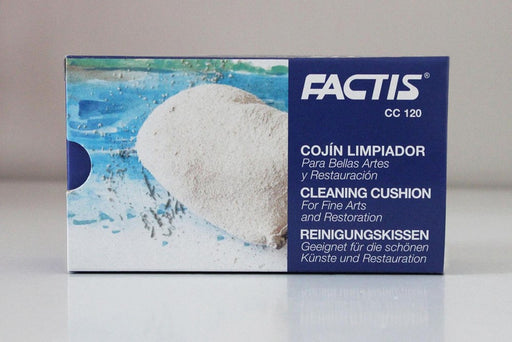 FACTIS®
CC 120
COJÍN LIMPIADOR
Para Bellas Artes
y Restauración
CLEANING CUSHION
For Fine Arts
and Restoration
REINIGUNGSKISSEN
Geeignet für die schönen
Künste und Restauration